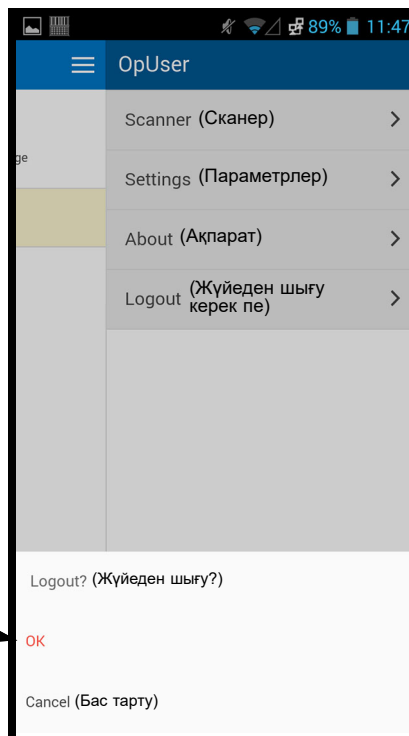 89% 11:47
OpUser
Scanner (Сканер)
ge
Settings (Параметрлер)
About (Ақпарат)
Logout (Жүйеден шығу
керек пе)
Logout? (Жүйеден шығу?)
OK
Cancel (Бас тарту)